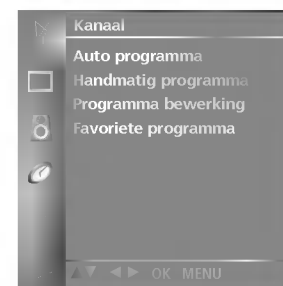 Kanaal
Auto programma
Handmatig programma
Programma bewerking
Favoriete programma
▲▼ ◀ ▶ OK MENU